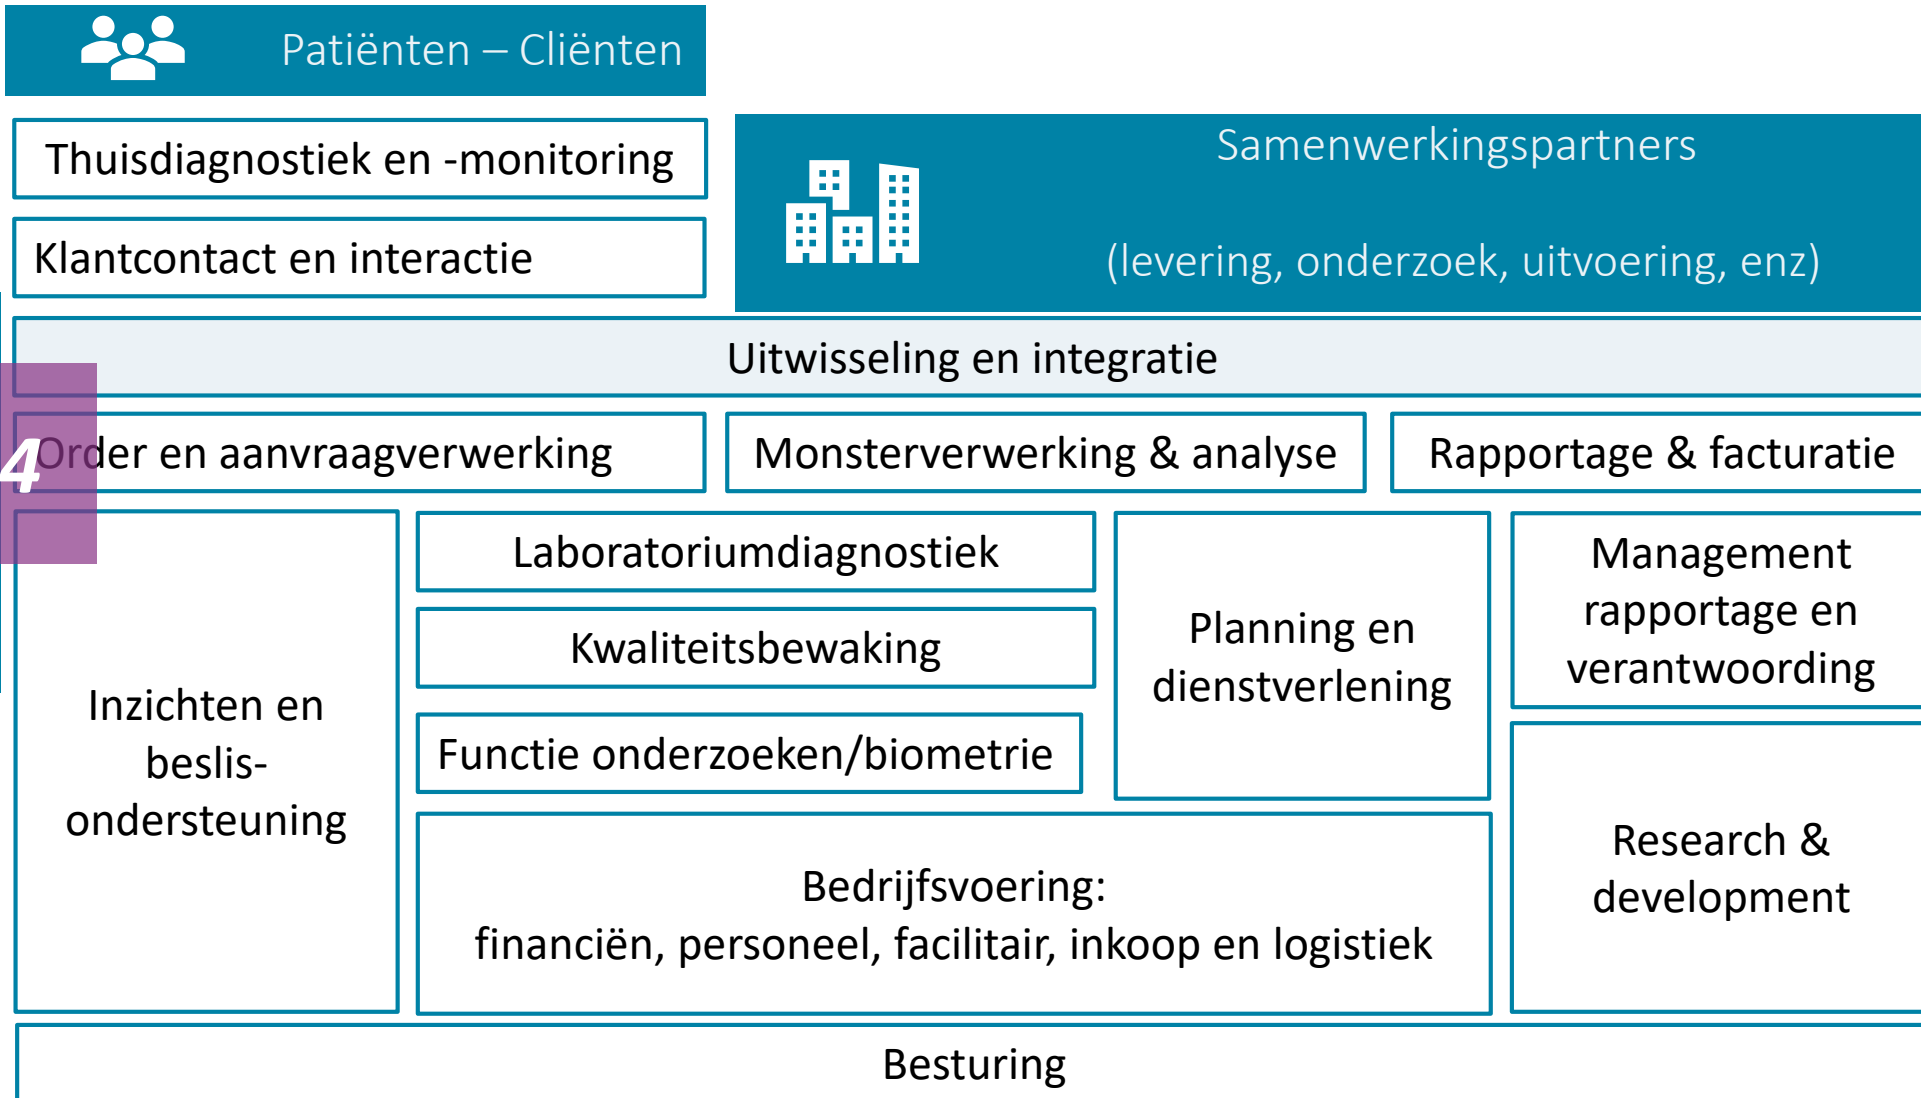 Patiënten – Cliënten
Thuisdiagnostiek en -monitoring
Klantcontact en interactie
Samenwerkingspartners
(levering, onderzoek, uitvoering, enz)
Uitwisseling en integratie
4
Order en aanvraagverwerking
Monsterverwerking & analyse
Rapportage & facturatie
Inzichten en
beslis-
ondersteuning
Laboratoriumdiagnostiek
Kwaliteitsbewaking
Functie onderzoeken/biometrie
Planning en
dienstverlening
Management
rapportage en
verantwoording
Bedrijfsvoering:
financiën, personeel, facilitair, inkoop en logistiek
Research &
development
Besturing